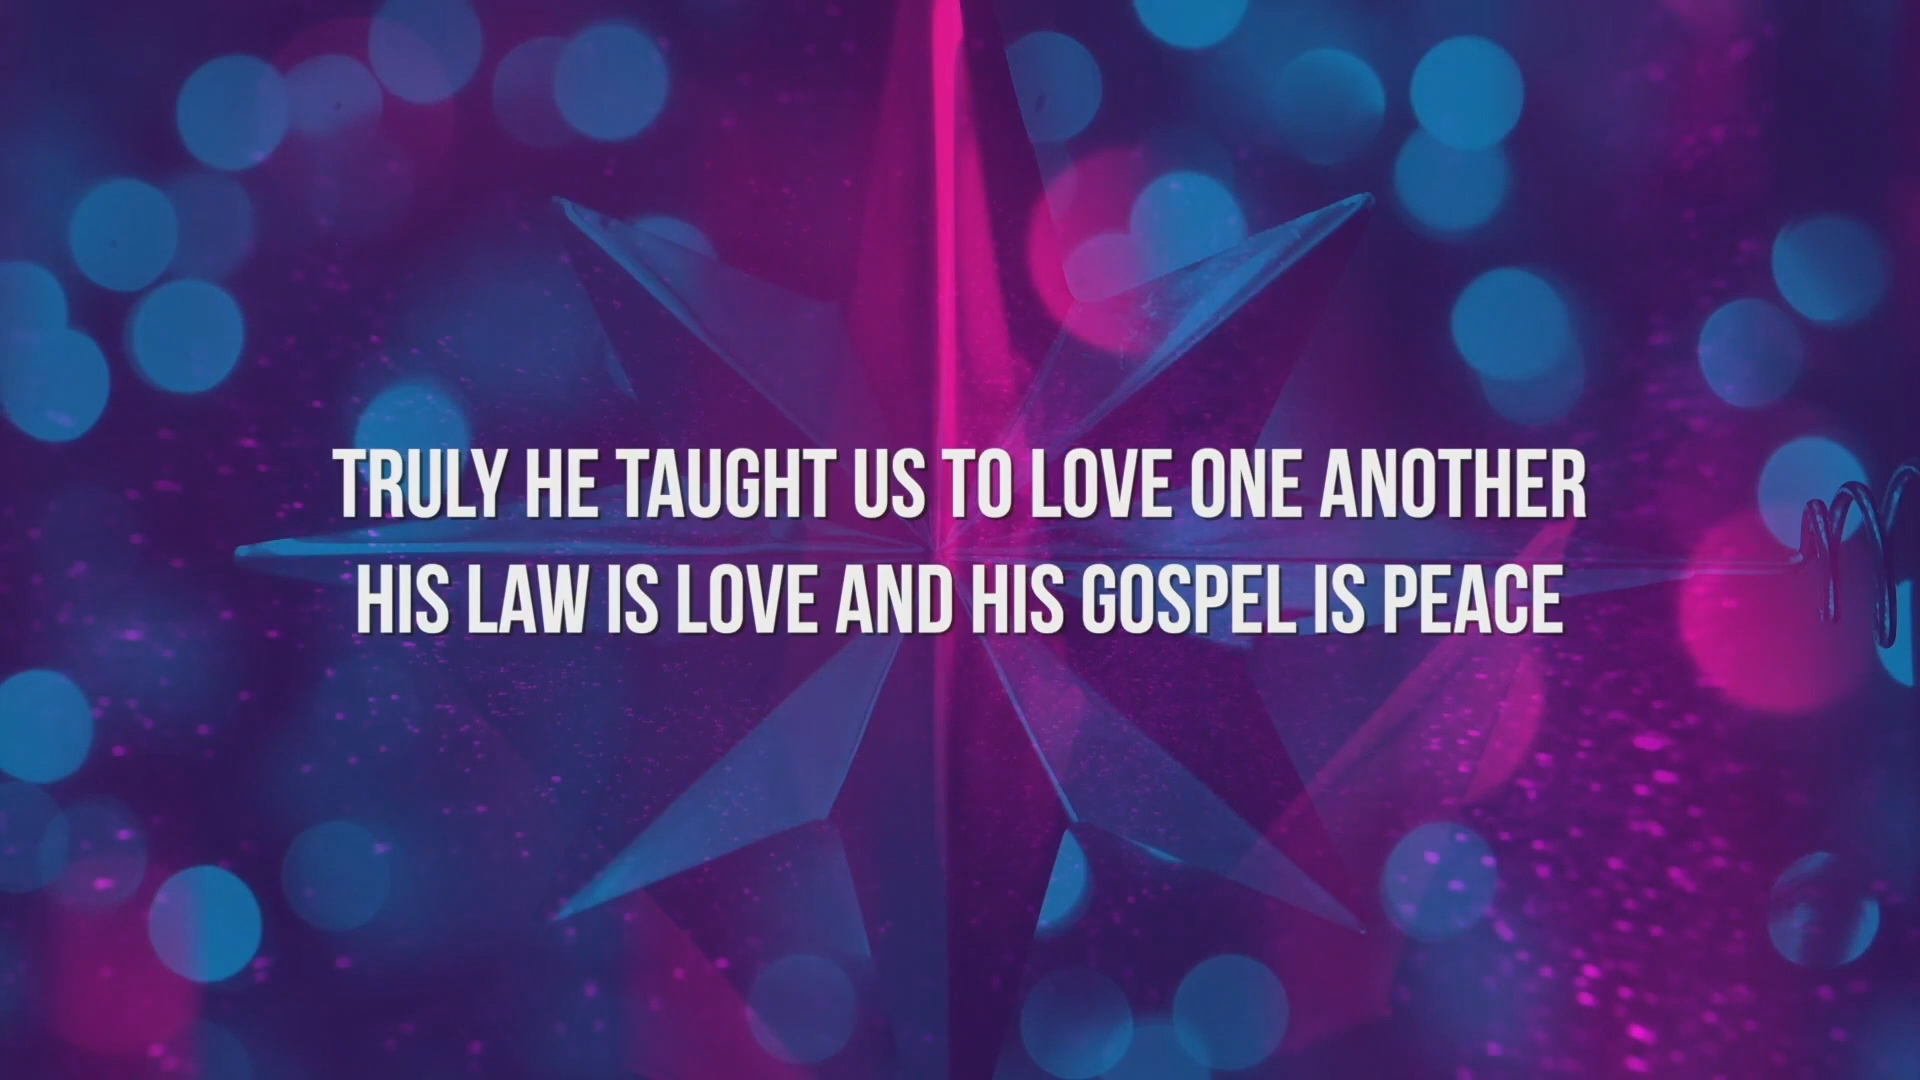 TRULY HE TAUGHT US TO LOVE ONE ANOTHER
HIS LAW IS LOVE AND HIS GOSPEL IS PEACE